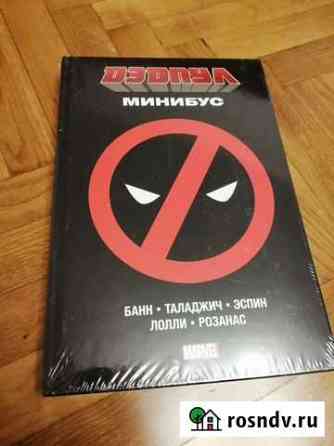 ДЭДПУЛ
МИНИБУС
БАНН • ТАЛАДЖИЧ • ЭСПИН
ЛОЛЛИ • РОЗАНАС
MARVEL
rosndv.ru